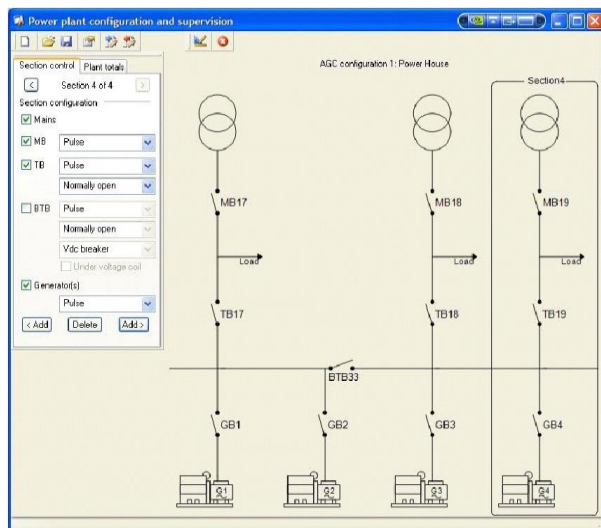 Power plant configuration and supervision
Section control Plant totals
< Section 4 of 4 >
Section configuration
Mains
MB Pulse
TB Pulse
Normally open
BTB Pulse
Normally open
Vdc breaker
Under voltage coil
Generator(s)
Pulse
< Add Delete Add >
AGC configuration 1: Power House
Section4
MB17 MB18 MB19
Load Load Load
TB17 TB18 TB19
BTB33
GB1 GB2 GB3 GB4
G1 G2 G3 G4